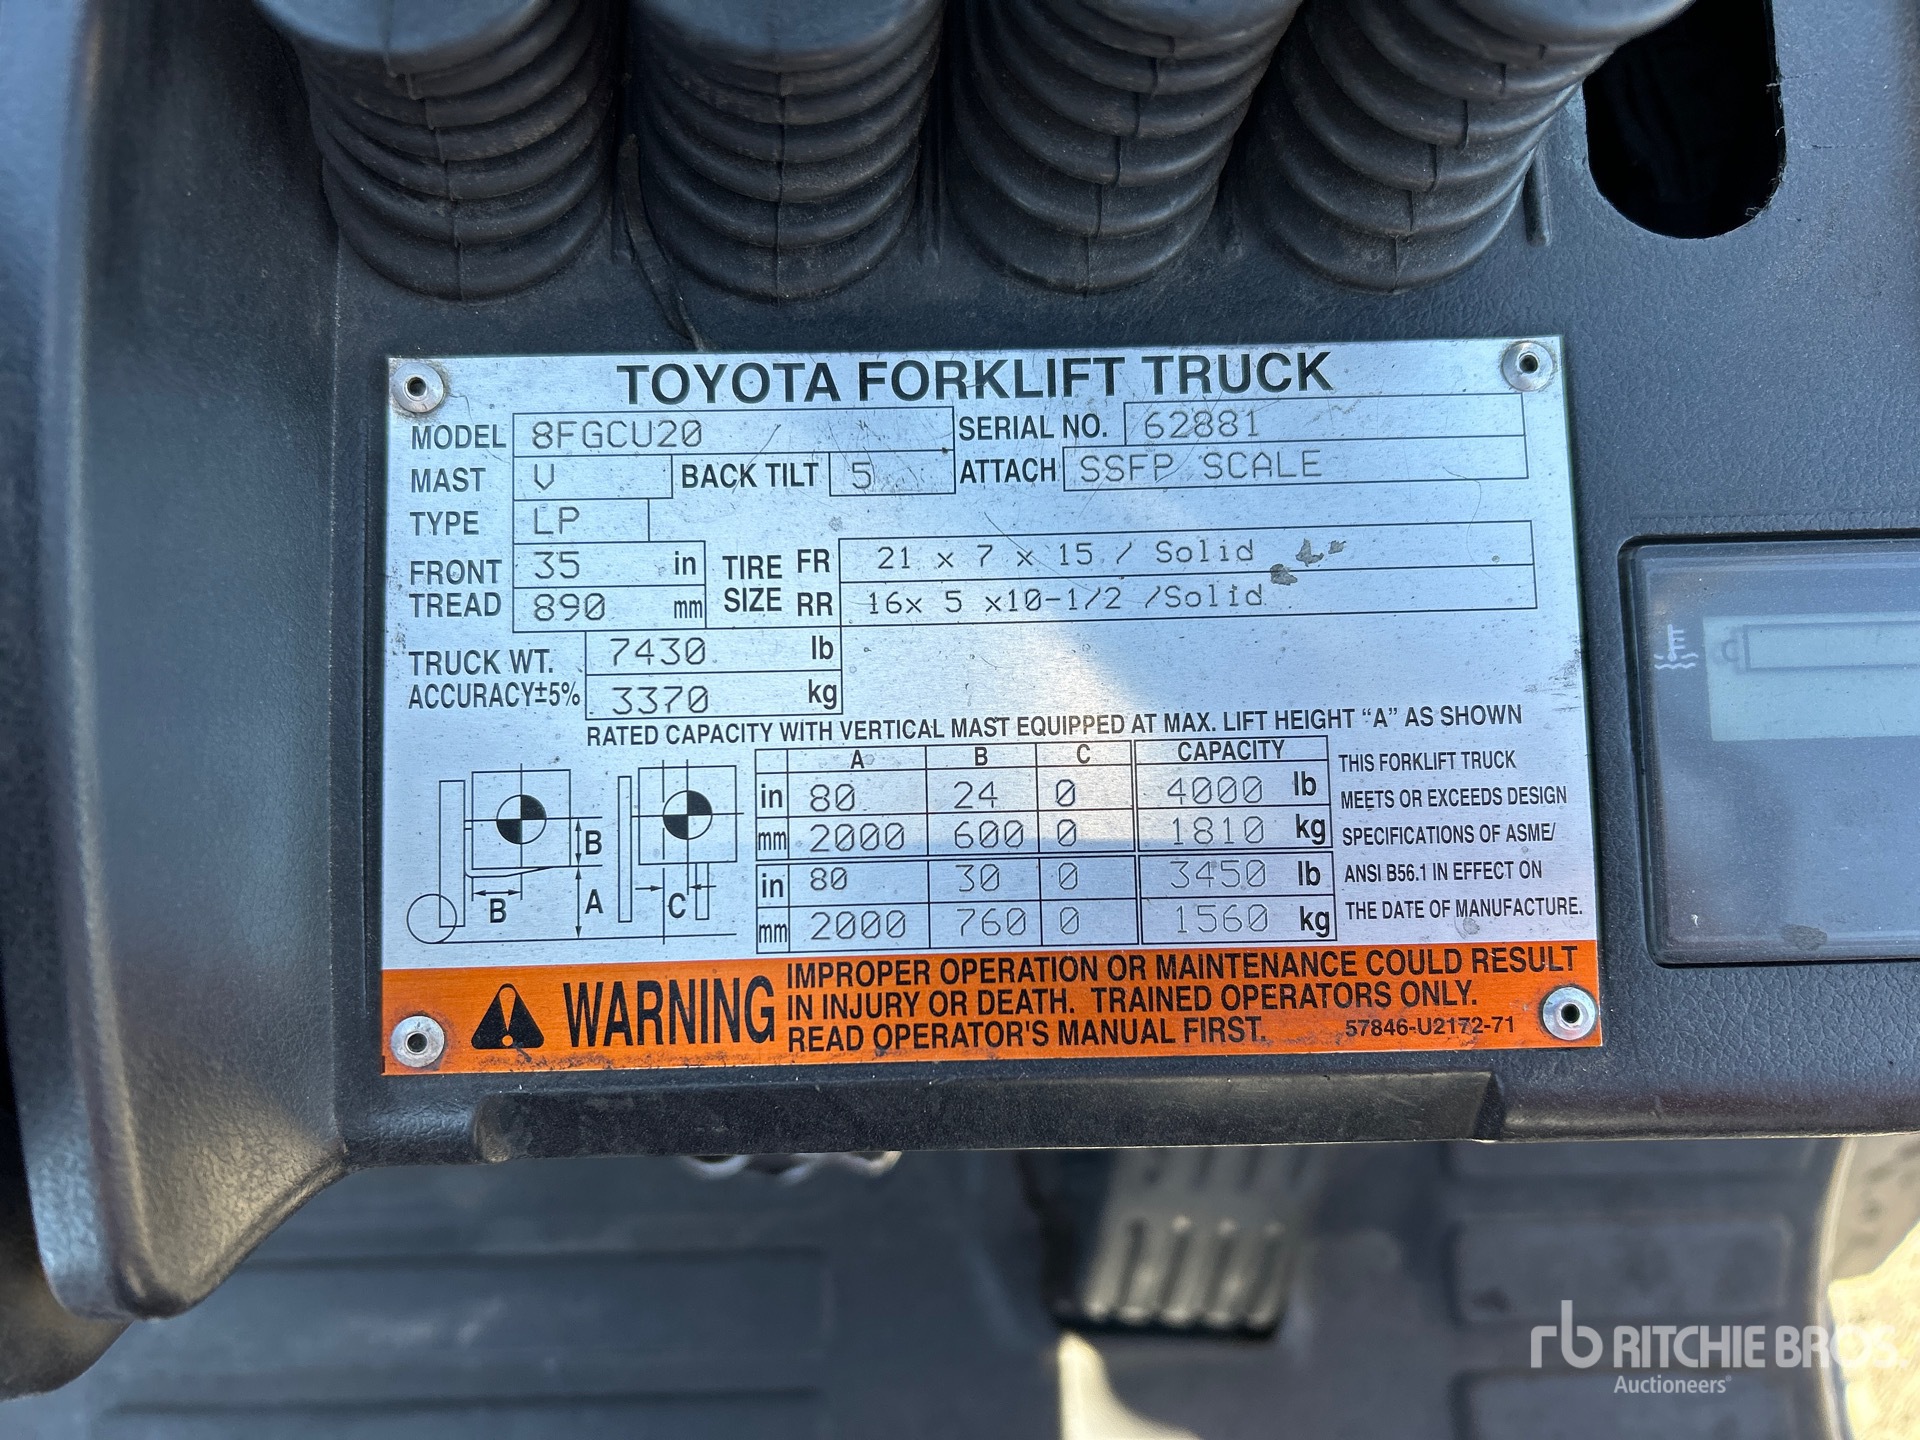 TOYOTA FORKLIFT TRUCK
MODEL 8FGCU20 SERIAL NO. 62881
MAST V BACK TILT 5 ATTACH SSFP SCALE
TYPE LP
FRONT TREAD 35 in TIRE SIZE FR 21 x 7 x 15 / Solid
890 mm RR 16x 5 x10-1/2 /Solid
TRUCK WT. 7430 lb
ACCURACY±5% 3370 kg
RATED CAPACITY WITH VERTICAL MAST EQUIPPED AT MAX. LIFT HEIGHT “A” AS SHOWN
A B C CAPACITY
in 80 24 0 4000 lb
mm 2000 600 0 1810 kg
in 80 30 0 3450 lb
mm 2000 760 0 1560 kg
B
B A C
THIS FORKLIFT TRUCK
MEETS OR EXCEEDS DESIGN
SPECIFICATIONS OF ASME/
ANSI B56.1 IN EFFECT ON
THE DATE OF MANUFACTURE.
WARNING
IMPROPER OPERATION OR MAINTENANCE COULD RESULT
IN INJURY OR DEATH. TRAINED OPERATORS ONLY.
READ OPERATOR'S MANUAL FIRST. 57846-U2172-71
C
rb RITCHIE BROS.
Auctioneers